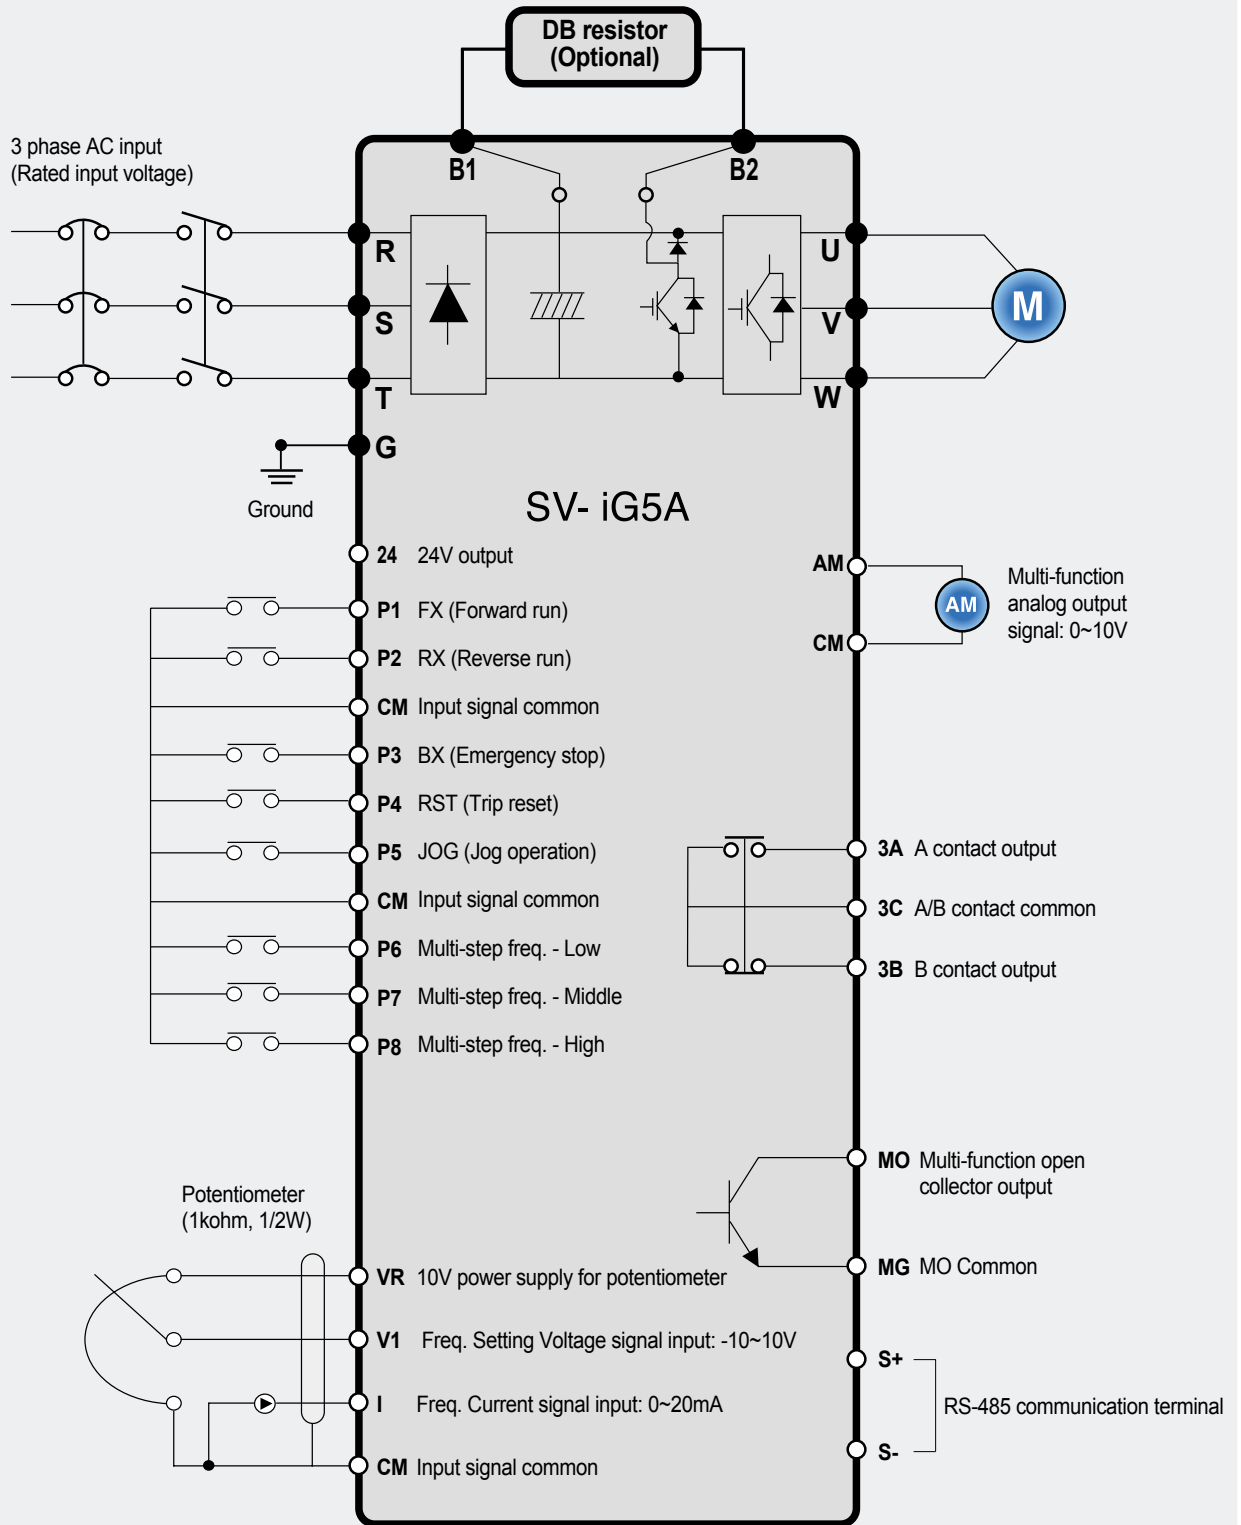 DB resistor
(Optional)
3 phase AC input
(Rated input voltage)
B1
B2
R
U
S
V
M
T
W
G
Ground
SV- iG5A
24 24V output
AM
AM
Multi-function
analog output
signal: 0~10V
CM
P1 FX (Forward run)
P2 RX (Reverse run)
CM Input signal common
P3 BX (Emergency stop)
P4 RST (Trip reset)
P5 JOG (Jog operation)
CM Input signal common
P6 Multi-step freq. - Low
P7 Multi-step freq. - Middle
P8 Multi-step freq. - High
3A A contact output
3C A/B contact common
3B B contact output
MO Multi-function open
collector output
MG MO Common
Potentiometer
(1kohm, 1/2W)
VR 10V power supply for potentiometer
V1 Freq. Setting Voltage signal input: -10~10V
I Freq. Current signal input: 0~20mA
CM Input signal common
S+
RS-485 communication terminal
S-